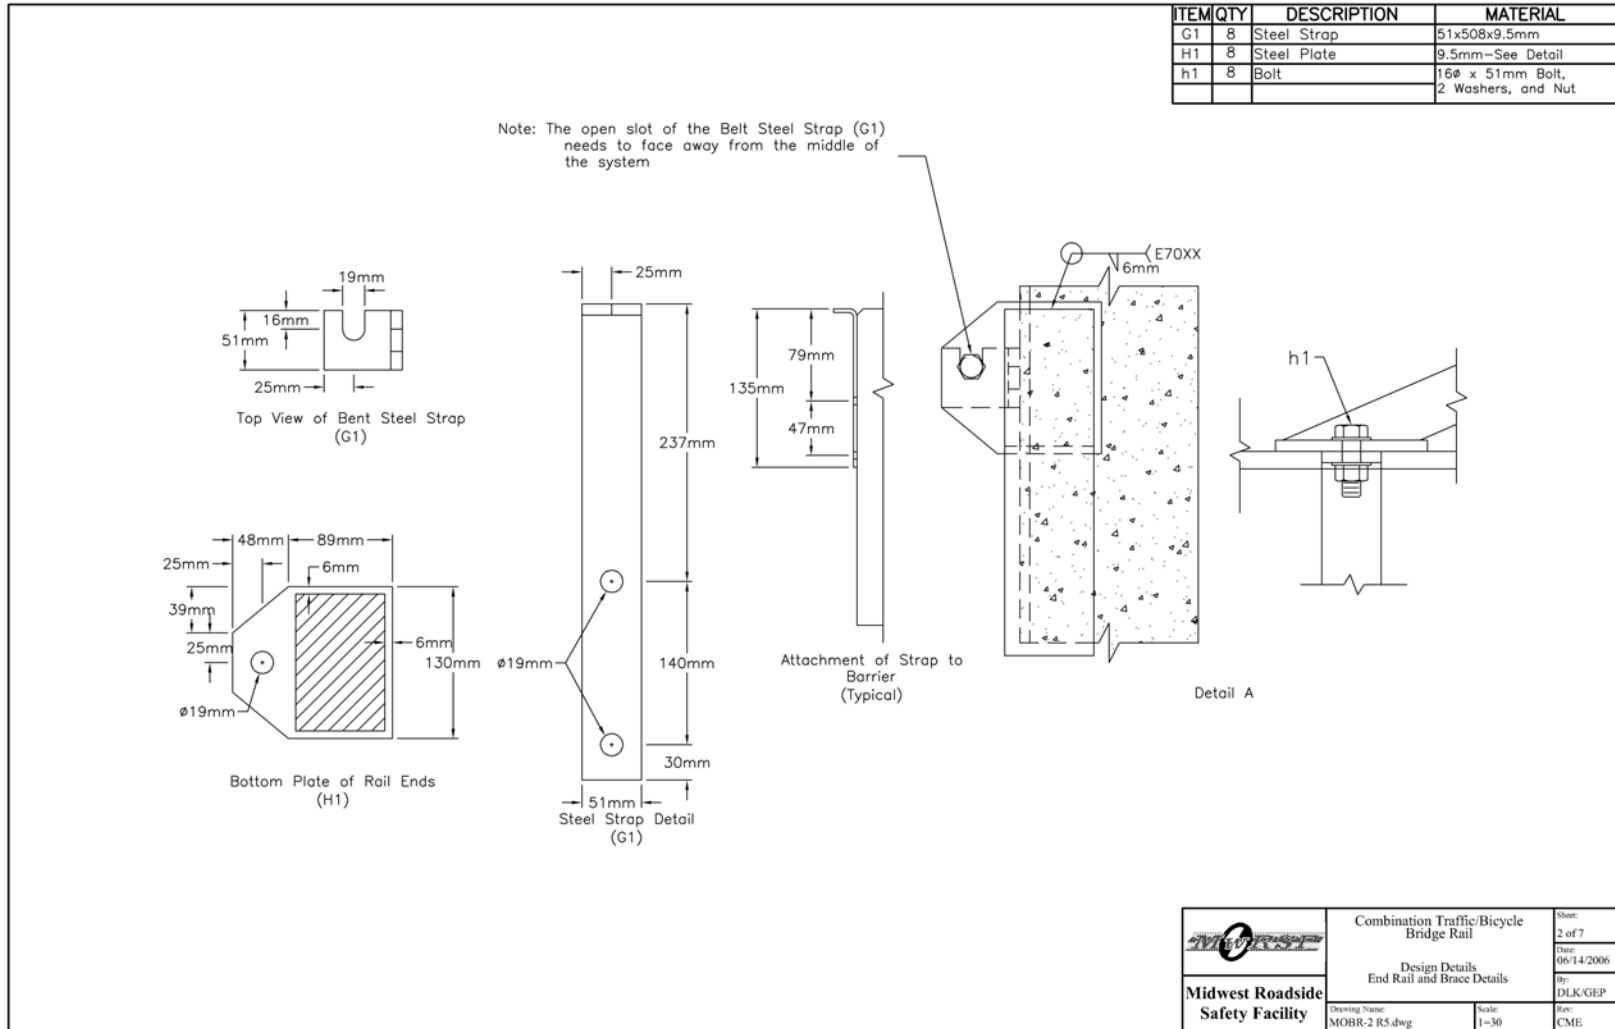 ITEM QTY DESCRIPTION MATERIAL
G1 8 Steel Strap 51x508x9.5mm
H1 8 Steel Plate 9.5mm-See Detail
h1 8 Bolt 16ø x 51mm Bolt,
2 Washers, and Nut
Note: The open slot of the Belt Steel Strap (G1)
needs to face away from the middle of
the system
19mm
16mm
51mm
25mm
Top View of Bent Steel Strap
(G1)
48mm
89mm
25mm
6mm
39mm
25mm
6mm
130mm
ø19mm
Bottom Plate of Rail Ends
(H1)
25mm
237mm
ø19mm
140mm
30mm
51mm
Steel Strap Detail
(G1)
79mm
135mm
47mm
Attachment of Strap to
Barrier
(Typical)
E70XX
6mm
Detail A
h1
MwRSF
Midwest Roadside
Safety Facility
Combination Traffic/Bicycle
Bridge Rail
Design Details
End Rail and Brace Details
Drawing Name:
MOBR-2 R5.dwg
Scale:
1=30
Sheet:
2 of 7
Date:
06/14/2006
By:
DLK/GEP
Rev:
CME